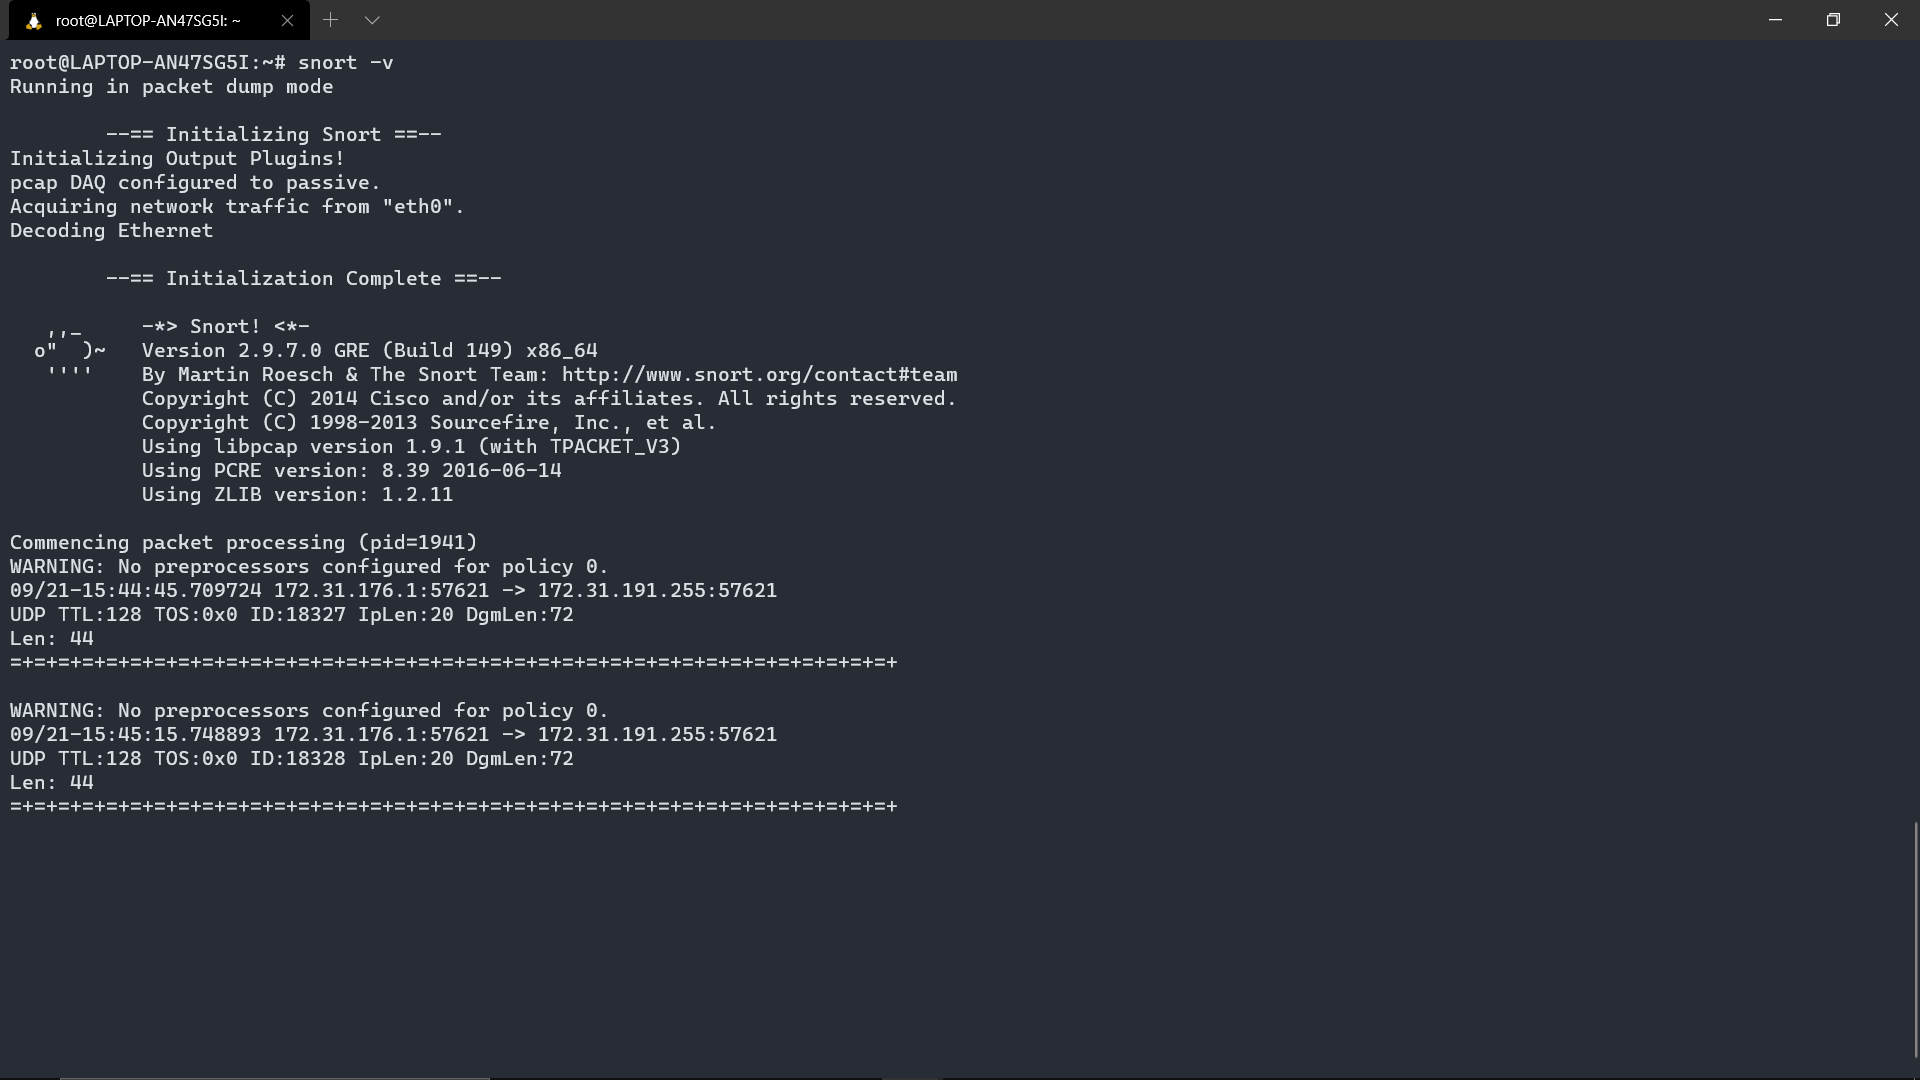 root@LAPTOP-AN47SG5I: ~
root@LAPTOP-AN47SG5I:~# snort -v
Running in packet dump mode

        --== Initializing Snort ==--
Initializing Output Plugins!
pcap DAQ configured to passive.
Acquiring network traffic from "eth0".
Decoding Ethernet

        --== Initialization Complete ==--

   ,,_     -*> Snort! <*-
  o"  )~   Version 2.9.7.0 GRE (Build 149) x86_64
   ''''    By Martin Roesch & The Snort Team: http://www.snort.org/contact#team
           Copyright (C) 2014 Cisco and/or its affiliates. All rights reserved.
           Copyright (C) 1998-2013 Sourcefire, Inc., et al.
           Using libpcap version 1.9.1 (with TPACKET_V3)
           Using PCRE version: 8.39 2016-06-14
           Using ZLIB version: 1.2.11

Commencing packet processing (pid=1941)
WARNING: No preprocessors configured for policy 0.
09/21-15:44:45.709724 172.31.176.1:57621 -> 172.31.191.255:57621
UDP TTL:128 TOS:0x0 ID:18327 IpLen:20 DgmLen:72
Len: 44
=+=+=+=+=+=+=+=+=+=+=+=+=+=+=+=+=+=+=+=+=+=+=+=+=+=+=+=+=+=+=+=+=+=+=+=+=+

WARNING: No preprocessors configured for policy 0.
09/21-15:45:15.748893 172.31.176.1:57621 -> 172.31.191.255:57621
UDP TTL:128 TOS:0x0 ID:18328 IpLen:20 DgmLen:72
Len: 44
=+=+=+=+=+=+=+=+=+=+=+=+=+=+=+=+=+=+=+=+=+=+=+=+=+=+=+=+=+=+=+=+=+=+=+=+=+